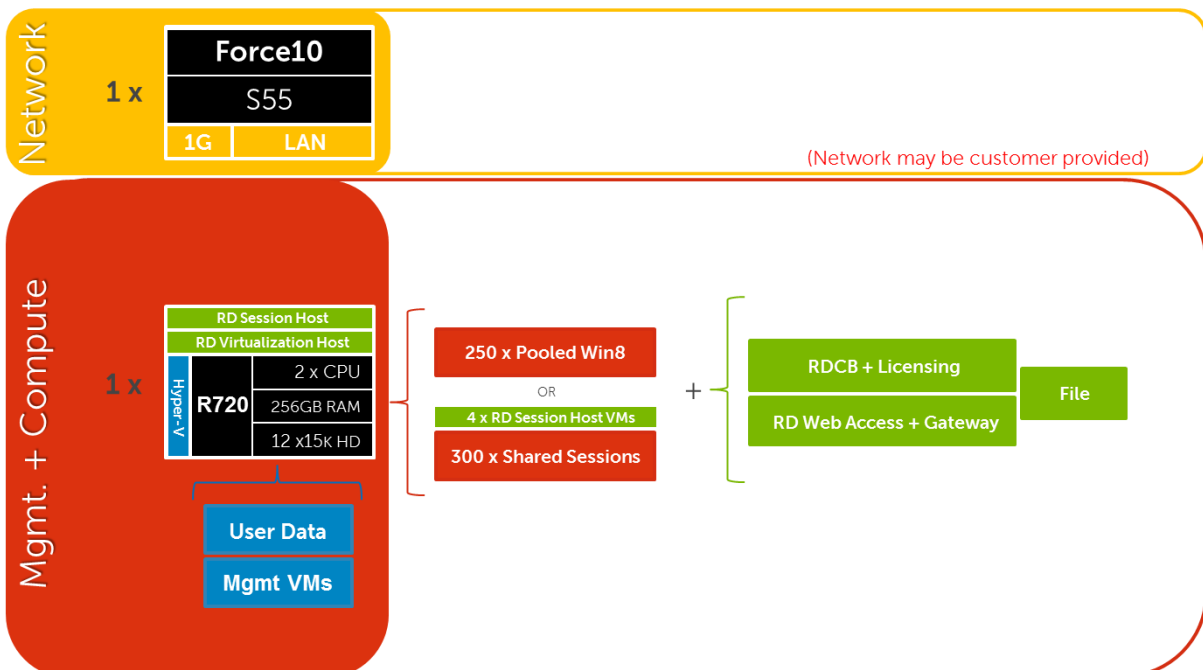 Network
1 x
Force10
S55
1G
LAN
(Network may be customer provided)
Mgmt. + Compute
1 x
RD Session Host
RD Virtualization Host
Hyper-V
R720
2 x CPU
256GB RAM
12 x15K HD
User Data
Mgmt VMs
250 x Pooled Win8
OR
4 x RD Session Host VMs
300 x Shared Sessions
+
RDCB + Licensing
RD Web Access + Gateway
File